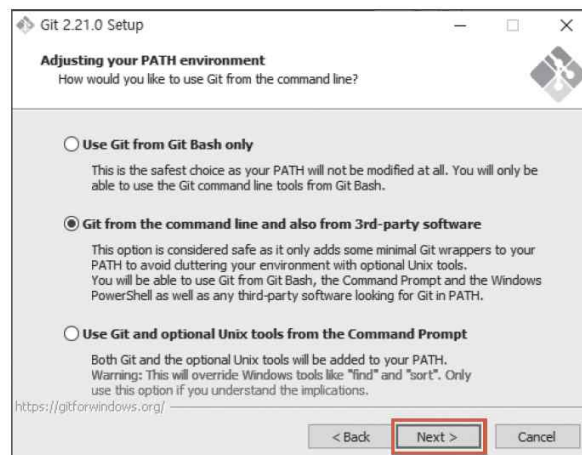 Git 2.21.0 Setup
Adjusting your PATH environment
How would you like to use Git from the command line?
Use Git from Git Bash only
This is the safest choice as your PATH will not be modified at all. You will only be
able to use the Git command line tools from Git Bash.
Git from the command line and also from 3rd-party software
This option is considered safe as it only adds some minimal Git wrappers to your
PATH to avoid cluttering your environment with optional Unix tools.
You will be able to use Git from Git Bash, the Command Prompt and the Windows
PowerShell as well as any third-party software looking for Git in PATH.
Use Git and optional Unix tools from the Command Prompt
Both Git and the optional Unix tools will be added to your PATH.
Warning: This will override Windows tools like "find" and "sort". Only
use this option if you understand the implications.
https://gitforwindows.org/
< Back Next > Cancel